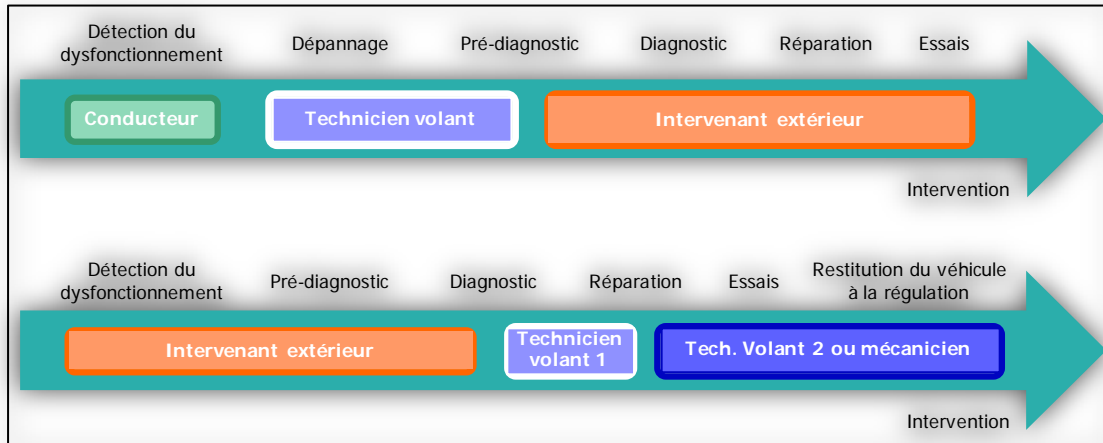 Détection du
dysfonctionnement
Dépannage
Pré-diagnostic
Diagnostic
Réparation
Essais
Conducteur
Technicien volant
Intervenant extérieur
Intervention
Détection du
dysfonctionnement
Pré-diagnostic
Diagnostic
Réparation
Essais
Restitution du véhicule
à la régulation
Intervenant extérieur
Technicien
volant 1
Tech. Volant 2 ou mécanicien
Intervention